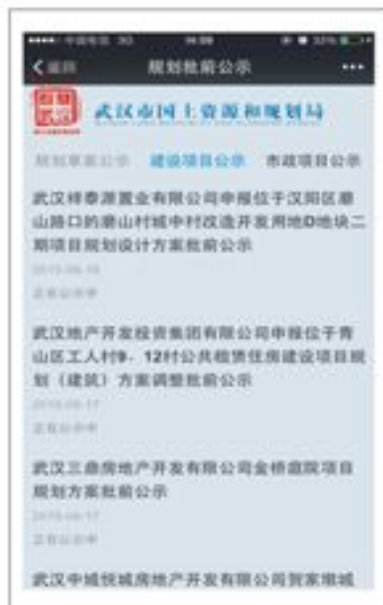 中国电信 3G
返回
规划批前公示
武汉市国土资源和规划局
规划草案公示 建设项目公示 市政项目公示
武汉祥泰源置业有限公司申报位于汉阳区磨
山路口的磨山村城中村改造开发用地D地块二
期项目规划设计方案批前公示
正在公示中
武汉地产开发投资集团有限公司申报位于青
山区工人村9、12村公共租赁住房建设项目规
划（建筑）方案调整批前公示
正在公示中
武汉三鼎房地产开发有限公司金桥庭院项目
规划方案批前公示
正在公示中
武汉中城悦城房地产开发有限公司贺家墩城